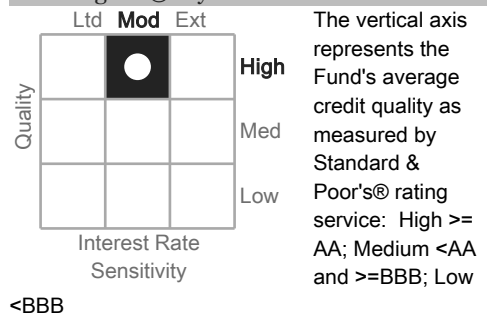 Ltd Mod Ext
High
Med
Low
Quality
Interest Rate
Sensitivity
The vertical axis
represents the
Fund's average
credit quality as
measured by
Standard &
Poor's® rating
service: High >=
AA; Medium <AA
and >=BBB; Low
<BBB